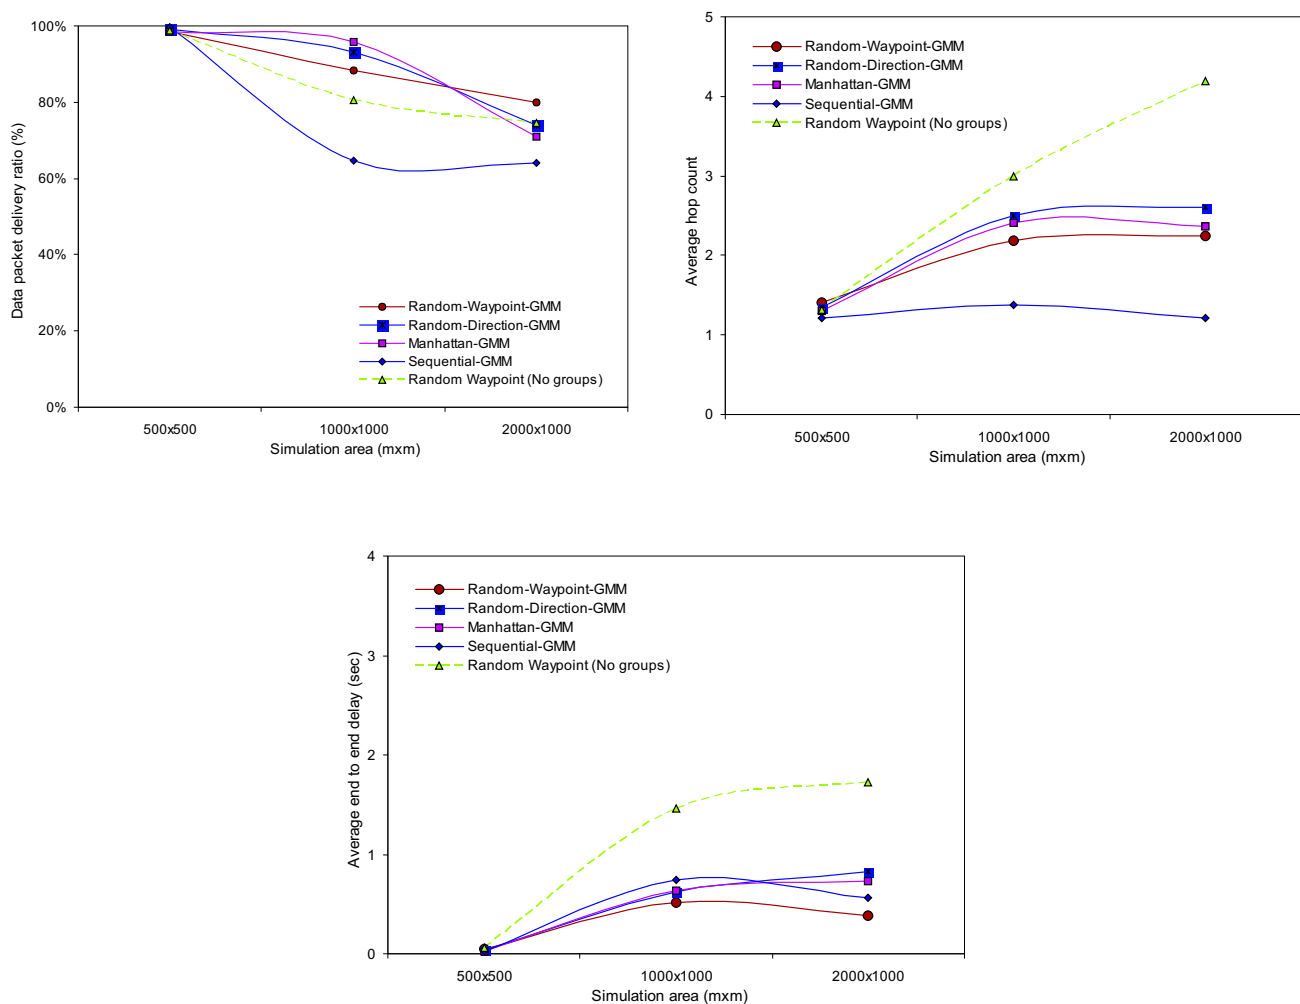 100%
80%
60%
40%
20%
0%
Data packet delivery ratio (%)
Random-Waypoint-GMM
Random-Direction-GMM
Manhattan-GMM
Sequential-GMM
Random Waypoint (No groups)
500x500 1000x1000 2000x1000
Simulation area (mxm)
5
4
3
2
1
0
Average hop count
Random-Waypoint-GMM
Random-Direction-GMM
Manhattan-GMM
Sequential-GMM
Random Waypoint (No groups)
500x500 1000x1000 2000x1000
Simulation area (mxm)
4
3
2
1
0
Average end to end delay (sec)
Random-Waypoint-GMM
Random-Direction-GMM
Manhattan-GMM
Sequential-GMM
Random Waypoint (No groups)
500x500 1000x1000 2000x1000
Simulation area (mxm)